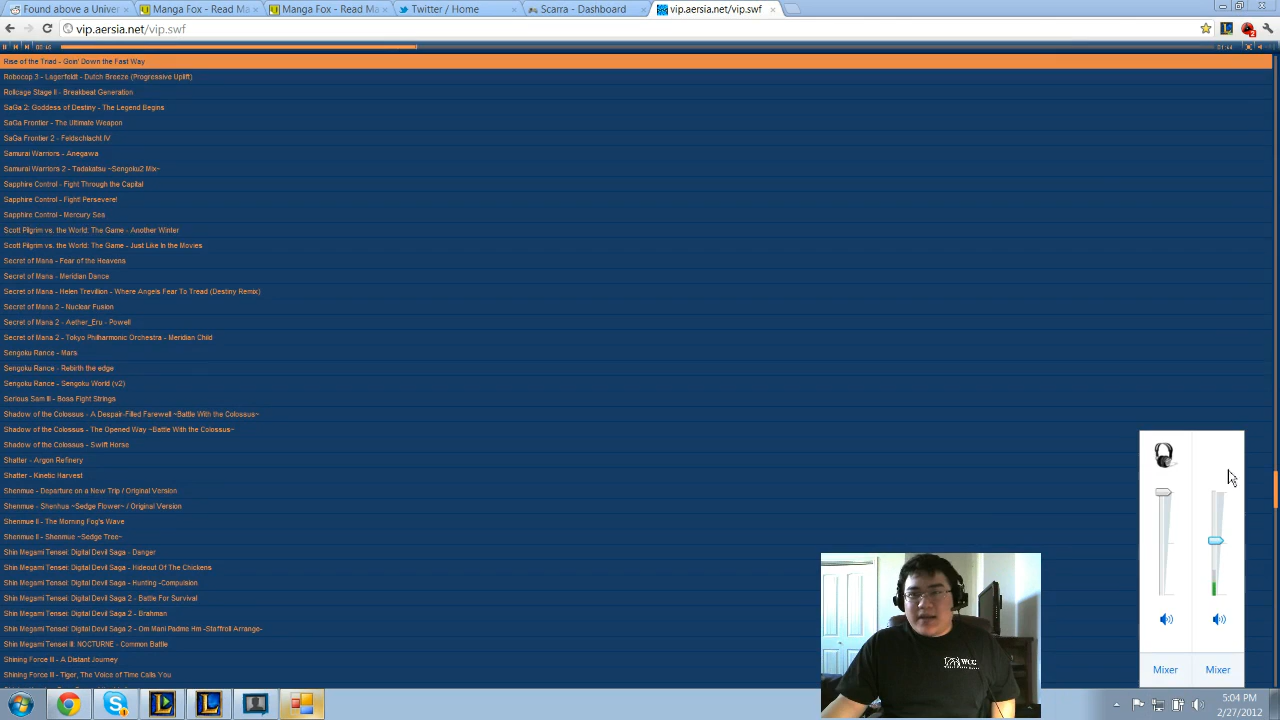 Found above a Univer
Manga Fox - Read Ma
Manga Fox - Read Ma
Twitter / Home
Scarra - Dashboard
vip.aersia.net/vip.swf
vip.aersia.net/vip.swf
Rise of the Triad - Goin' Down the Fast Way
Robocop 3 - Lagerfeldt - Dutch Breeze (Progressive Uplift)
Rollcage Stage II - Breakbeat Generation
SaGa 2: Goddess of Destiny - The Legend Begins
SaGa Frontier - The Ultimate Weapon
SaGa Frontier 2 - Feldschlacht IV
Samurai Warriors - Anegawa
Samurai Warriors 2 - Tadakatsu ~Sengoku2 Mix~
Sapphire Control - Fight Through the Capital
Sapphire Control - Fight! Persevere!
Sapphire Control - Mercury Sea
Scott Pilgrim vs. the World: The Game - Another Winter
Scott Pilgrim vs. the World: The Game - Just Like in the Movies
Secret of Mana - Fear of the Heavens
Secret of Mana - Meridian Dance
Secret of Mana - Helen Trevillion - Where Angels Fear To Tread (Destiny Remix)
Secret of Mana 2 - Nuclear Fusion
Secret of Mana 2 - Aether_Eru - Powell
Secret of Mana 2 - Tokyo Philharmonic Orchestra - Meridian Child
Sengoku Rance - Mars
Sengoku Rance - Rebirth the edge
Sengoku Rance - Sengoku World (v2)
Serious Sam III - Boss Fight Strings
Shadow of the Colossus - A Despair-Filled Farewell ~Battle With the Colossus~
Shadow of the Colossus - The Opened Way ~Battle With the Colossus~
Shadow of the Colossus - Swift Horse
Shatter - Argon Refinery
Shatter - Kinetic Harvest
Shenmue - Departure on a New Trip / Original Version
Shenmue - Shenhua ~Sedge Flower~ / Original Version
Shenmue II - The Morning Fog's Wave
Shenmue II - Shenmue ~Sedge Tree~
Shin Megami Tensei: Digital Devil Saga - Danger
Shin Megami Tensei: Digital Devil Saga - Hideout Of The Chickens
Shin Megami Tensei: Digital Devil Saga - Hunting -Compulsion
Shin Megami Tensei: Digital Devil Saga 2 - Battle For Survival
Shin Megami Tensei: Digital Devil Saga 2 - Brahman
Shin Megami Tensei: Digital Devil Saga 2 - Om Mani Padme Hm -Staffroll Arrange-
Shin Megami Tensei III: NOCTURNE - Common Battle
Shining Force III - A Distant Journey
Shining Force III - Tiger, The Voice of Time Calls You
Mixer
Mixer
5:04 PM
2/27/2012